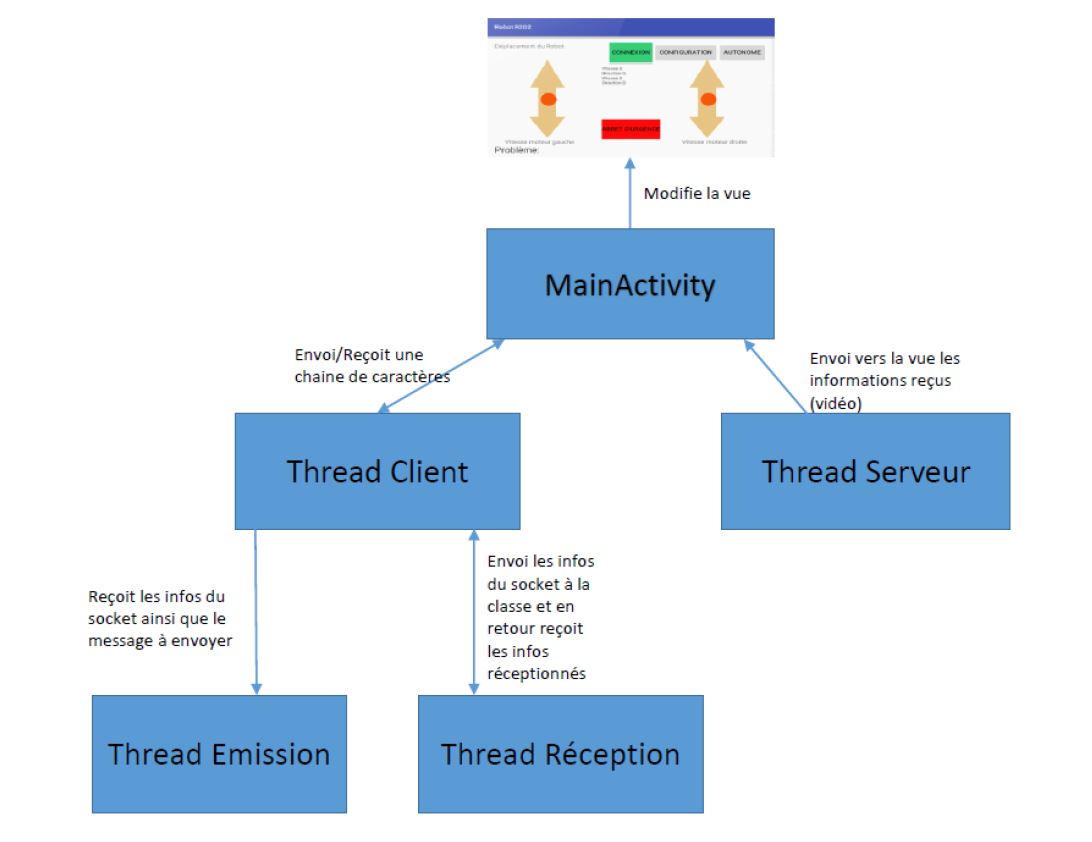 Robot R2D2
Déplacement du Robot
CONNEXION
CONFIGURATION
AUTONOME
ARRET D'URGENCE
Vitesse moteur gauche
Vitesse moteur droite
Problème:
Modifie la vue
MainActivity
Envoi/Reçoit une
chaine de caractères
Envoi vers la vue les
informations reçus
(vidéo)
Thread Client
Thread Serveur
Reçoit les infos du
socket ainsi que le
message à envoyer
Envoi les infos
du socket à la
classe et en
retour reçoit
les infos
réceptionnés
Thread Emission
Thread Réception